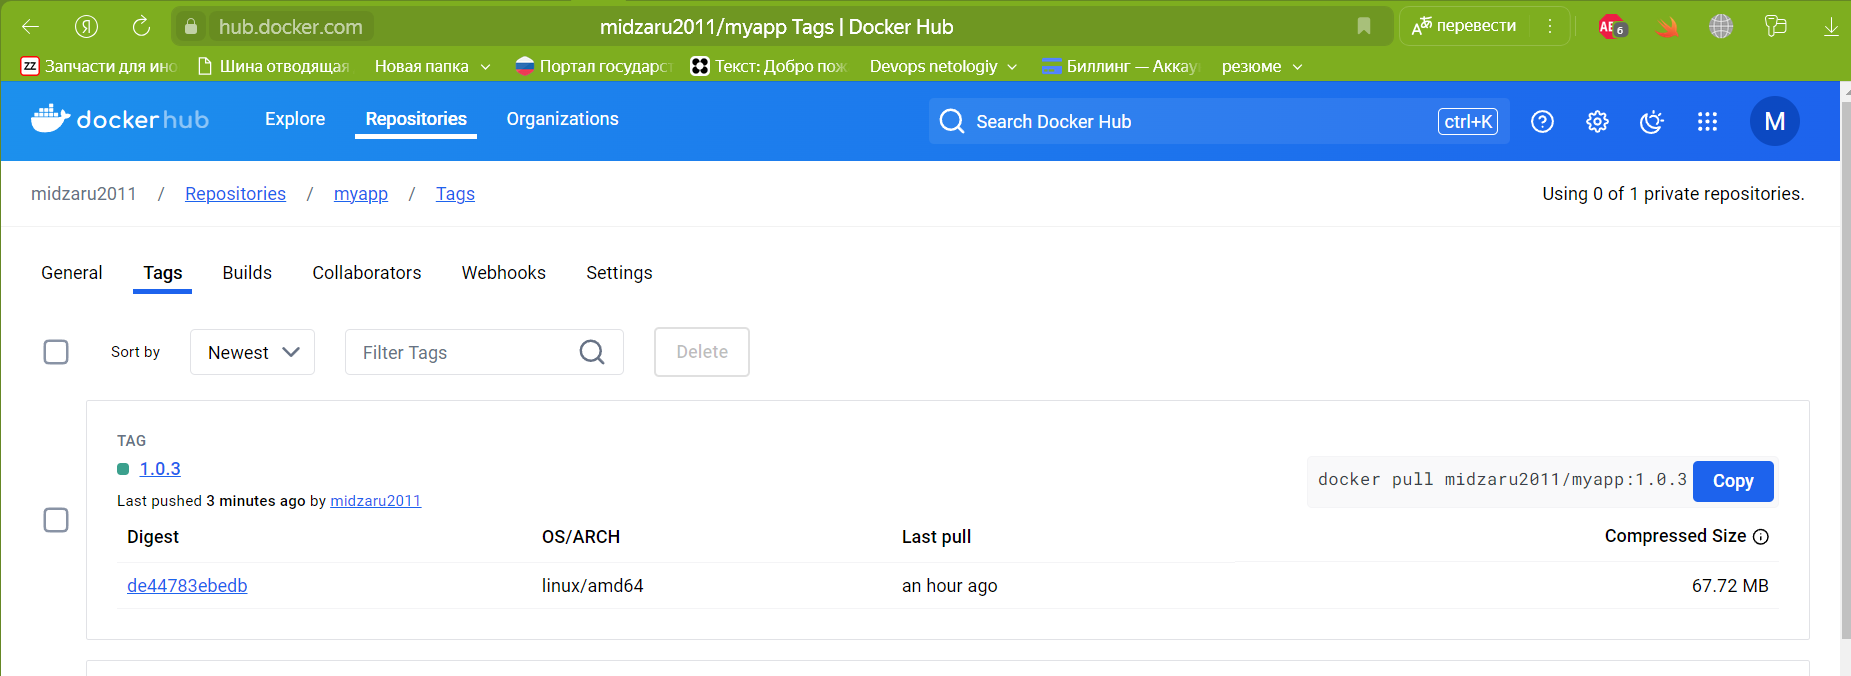 Я hub.docker.com midzaru2011/myapp Tags | Docker Hub перевести 6
ZZ Запчасти для ино Шина отводящая Новая папка Портал государст Текст: Добро пож Devops netologiy Биллинг — Аккау резюме
docker hub Explore Repositories Organizations Search Docker Hub ctrl+K M
midzaru2011 / Repositories / myapp / Tags Using 0 of 1 private repositories.
General Tags Builds Collaborators Webhooks Settings
Sort by Newest Filter Tags Delete
TAG
1.0.3
docker pull midzaru2011/myapp:1.0.3 Copy
Last pushed 3 minutes ago by midzaru2011
Digest OS/ARCH Last pull Compressed Size
de44783ebedb linux/amd64 an hour ago 67.72 MB